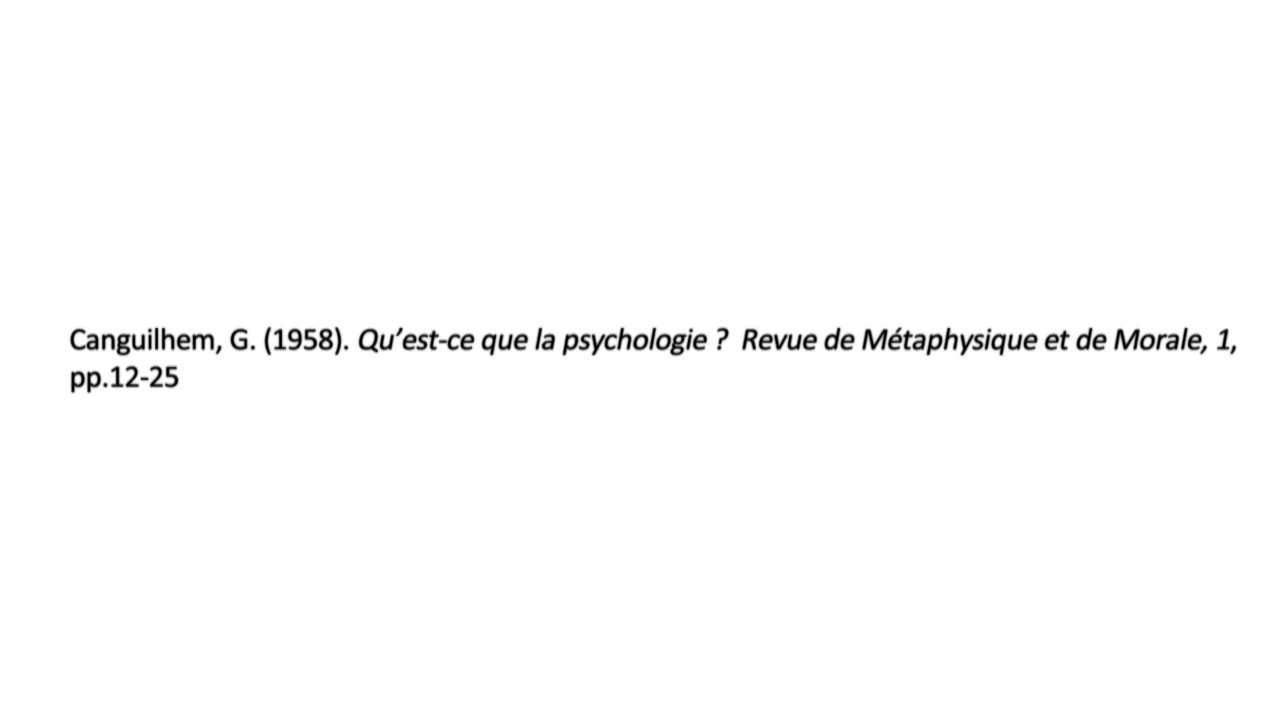 Canguilhem, G. (1958). Qu’est-ce que la psychologie ?  Revue de Métaphysique et de Morale, 1,
pp.12-25